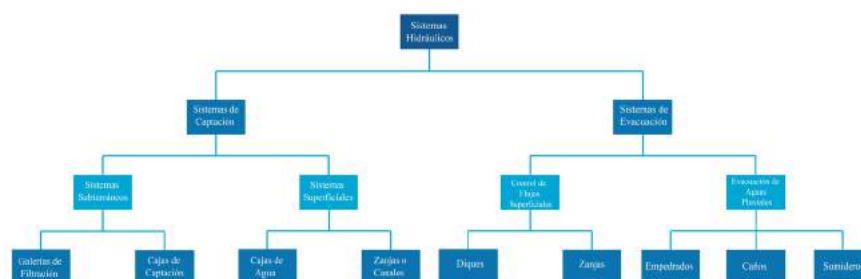 Sistemas
Hidráulicos
Sistemas de
Captación
Sistemas de
Evacuación
Sistemas
Subterráneos
Sistemas
Superficiales
Control de
Flujos
Superficiales
Evacuación de
Aguas
Pluviales
Galerías de
Filtración
Cajas de
Captación
Cajas de
Agua
Zanjas o
Canales
Diques
Zanjas
Empedrados
Caños
Sumidero